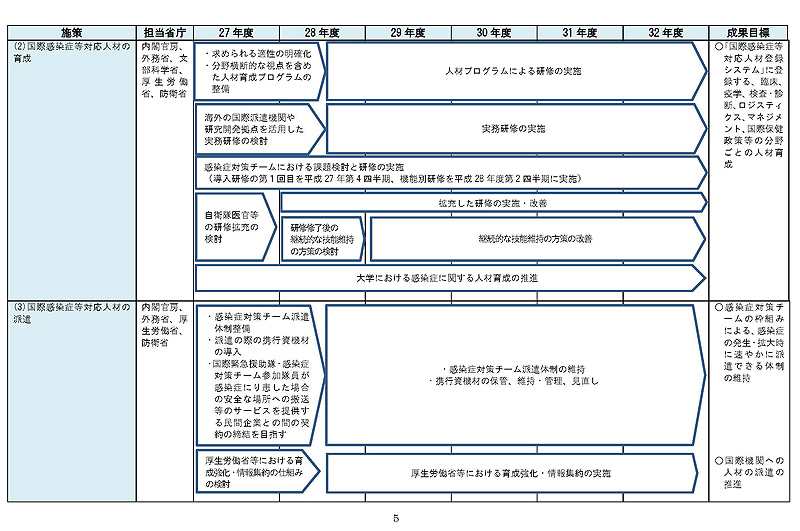 施策
担当省庁
27年度
28年度
29年度
30年度
31年度
32年度
成果目標
(2)国際感染症等対応人材の
育成
内閣官房、
外務省、文
部科学省、
厚生労働
省、防衛省
・求められる適性の明確化
・分野横断的な視点を含め
た人材育成プログラムの
整備
人材プログラムによる研修の実施
海外の国際派遣機関や
研究開発拠点を活用した
実務研修の検討
実務研修の実施
感染症対策チームにおける課題検討と研修の実施
（導入研修の第1回目を平成27年第4四半期、機能別研修を平成28年度第2四半期に実施）
自衛隊医官等
の研修拡充の
検討
拡充した研修の実施・改善
研修修了後の
継続的な技能維持
の方策の検討
継続的な技能維持の方策の改善
大学における感染症に関する人材育成の推進
○「国際感染症等
対応人材登録
システム」に登
録する、臨床、
疫学、検査・診
断、ロジスティ
クス、マネジメ
ント、国際保健
政策等の分野
ごとの人材育
成
(3)国際感染症等対応人材の
派遣
内閣官房、
外務省、厚
生労働省、
防衛省
・感染症対策チーム派遣
体制整備
・派遣の際の携行資機材
の導入
・国際緊急援助隊・感染症
対策チーム参加隊員が
感染症にり患した場合
の安全な場所への搬送
等のサービスを提供す
る民間企業との間の契
約の締結を目指す
・感染症対策チーム派遣体制の維持
・携行資機材の保管、維持・管理、見直し
厚生労働省等における育
成強化・情報集約の仕組み
の検討
厚生労働省等における育成強化・情報集約の実施
○感染症対策チ
ームの枠組み
による、感染症
の発生・拡大時
に速やかに派
遣できる体制
の維持
○国際機関への
人材の派遣の
推進
5